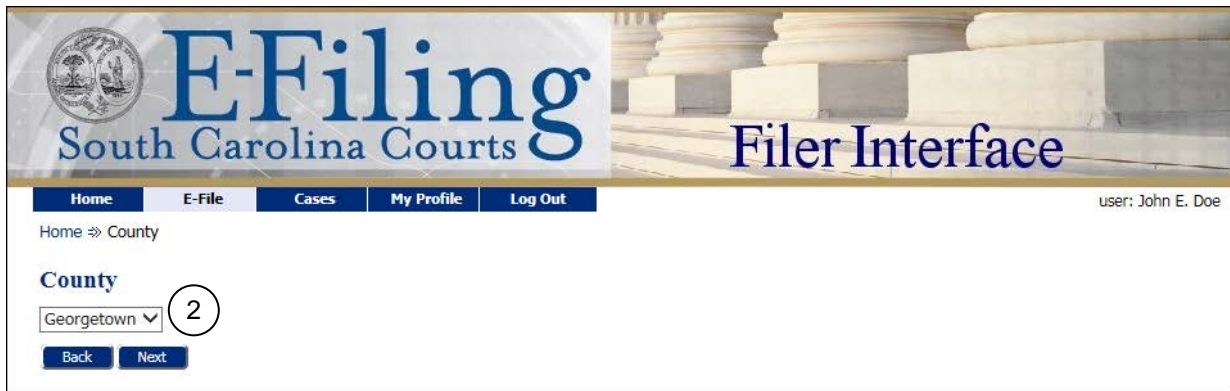 E-Filing
South Carolina Courts
Filer Interface
Home E-File Cases My Profile Log Out
user: John E. Doe
Home ⇒ County
County
Georgetown
2
Back Next